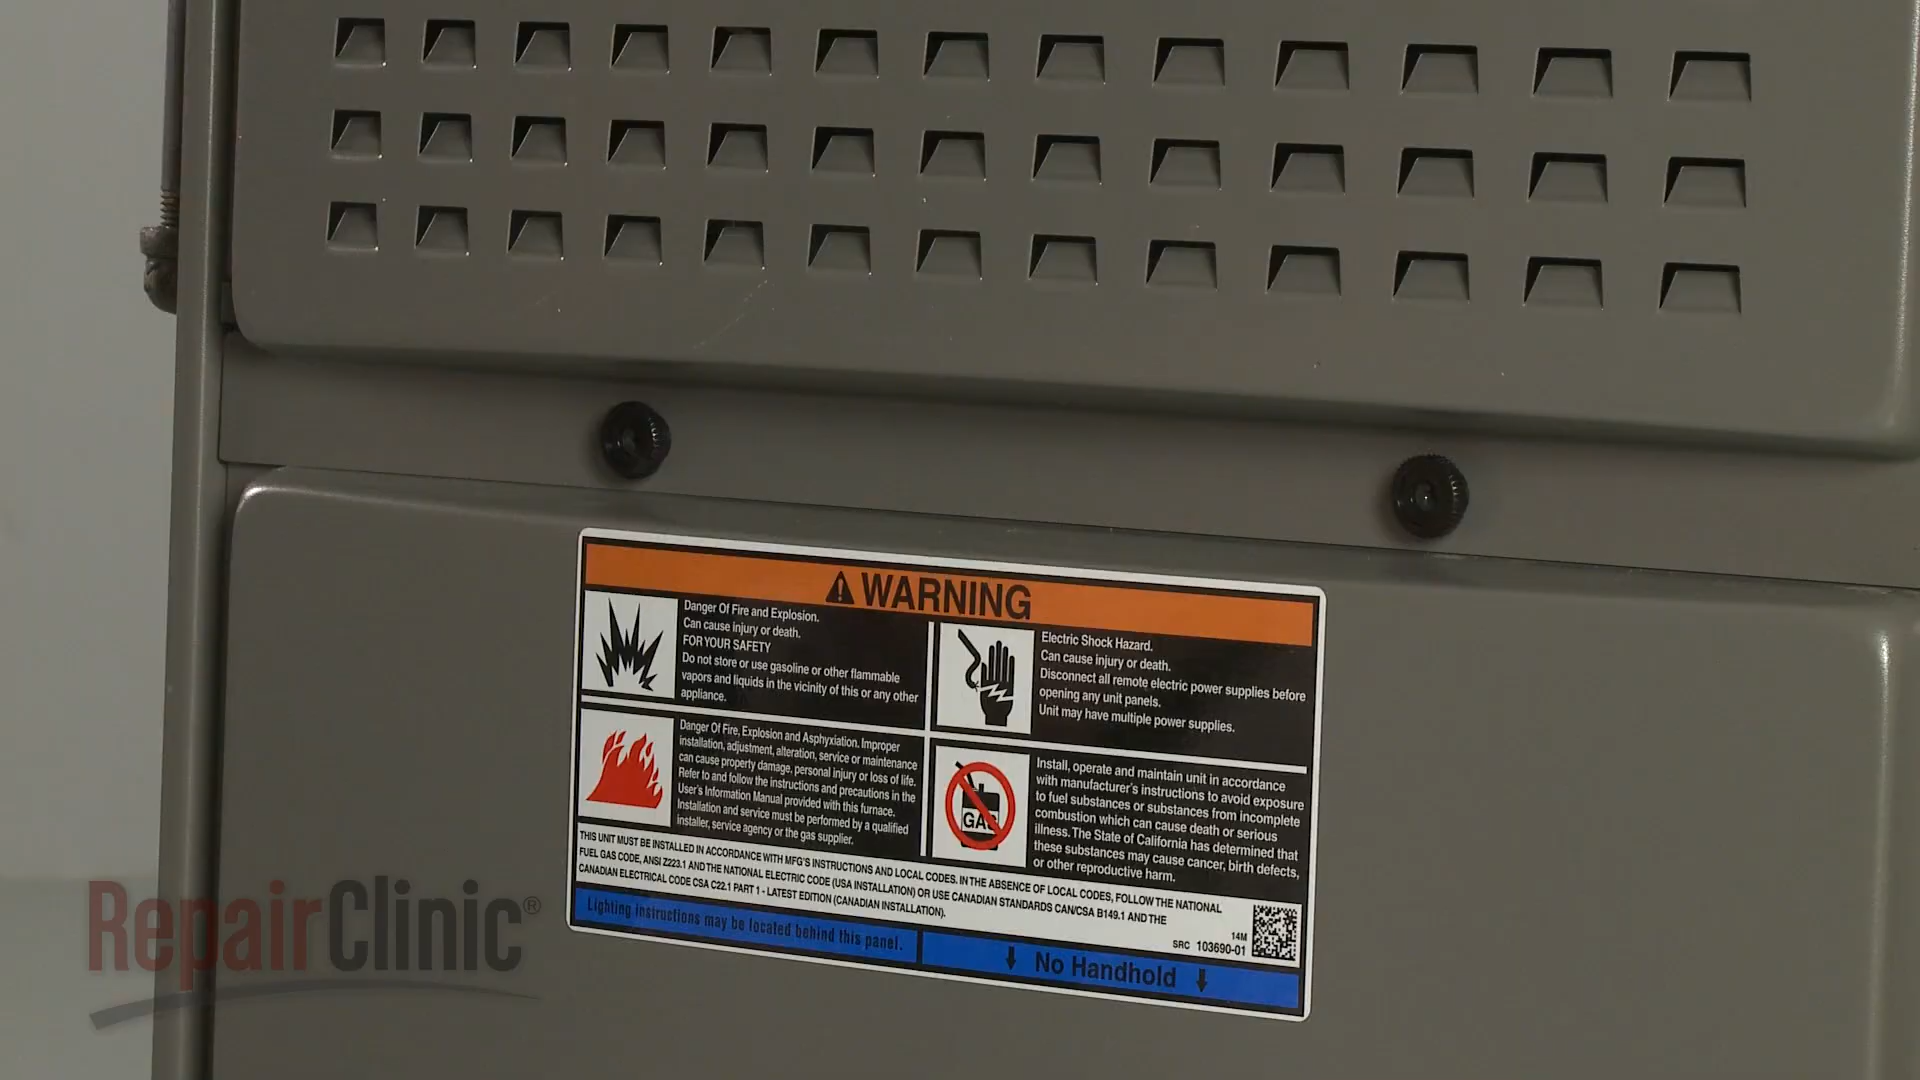 WARNING
Danger Of Fire and Explosion.
Can cause injury or death.
FOR YOUR SAFETY
Do not store or use gasoline or other flammable
vapors and liquids in the vicinity of this or any other
appliance.
Electric Shock Hazard.
Can cause injury or death.
Disconnect all remote electric power supplies before
opening any unit panels.
Unit may have multiple power supplies.
Danger Of Fire, Explosion and Asphyxiation. Improper
installation, adjustment, alteration, service or maintenance
can cause property damage, personal injury or loss of life.
Refer to and follow the instructions and precautions in the
User's Information Manual provided with this furnace.
Installation and service must be performed by a qualified
installer, service agency or the gas supplier.
GAS
Install, operate and maintain unit in accordance
with manufacturer's instructions to avoid exposure
to fuel substances or substances from incomplete
combustion which can cause death or serious
illness. The State of California has determined that
these substances may cause cancer, birth defects,
or other reproductive harm.
THIS UNIT MUST BE INSTALLED IN ACCORDANCE WITH MFG'S INSTRUCTIONS AND LOCAL CODES. IN THE ABSENCE OF LOCAL CODES, FOLLOW THE NATIONAL
FUEL GAS CODE, ANSI Z223.1 AND THE NATIONAL ELECTRIC CODE (USA INSTALLATION) OR USE CANADIAN STANDARDS CAN/CSA B149.1 AND THE
CANADIAN ELECTRICAL CODE CSA C22.1 PART 1 - LATEST EDITION (CANADIAN INSTALLATION).
14M
SRC 103690-01
Lighting instructions may be located behind this panel.
No Handhold
RepairClinic®